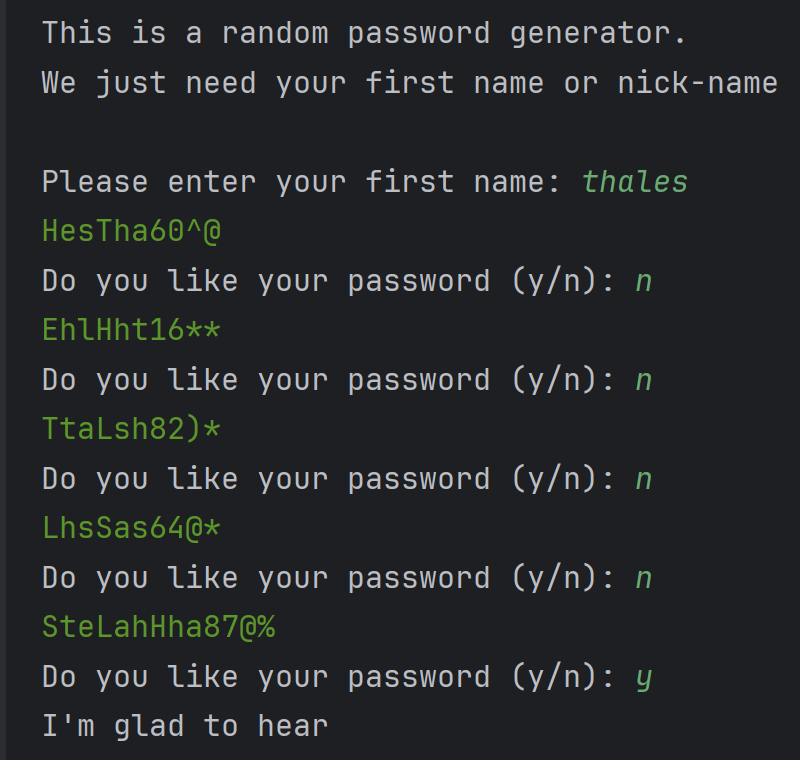 This is a random password generator.
We just need your first name or nick-name
Please enter your first name: thales
HesTha60^@
Do you like your password (y/n): n
EhlHht16**
Do you like your password (y/n): n
TtaLsh82)*
Do you like your password (y/n): n
LhsSas64@*
Do you like your password (y/n): n
SteLahHha87@%
Do you like your password (y/n): y
I'm glad to hear